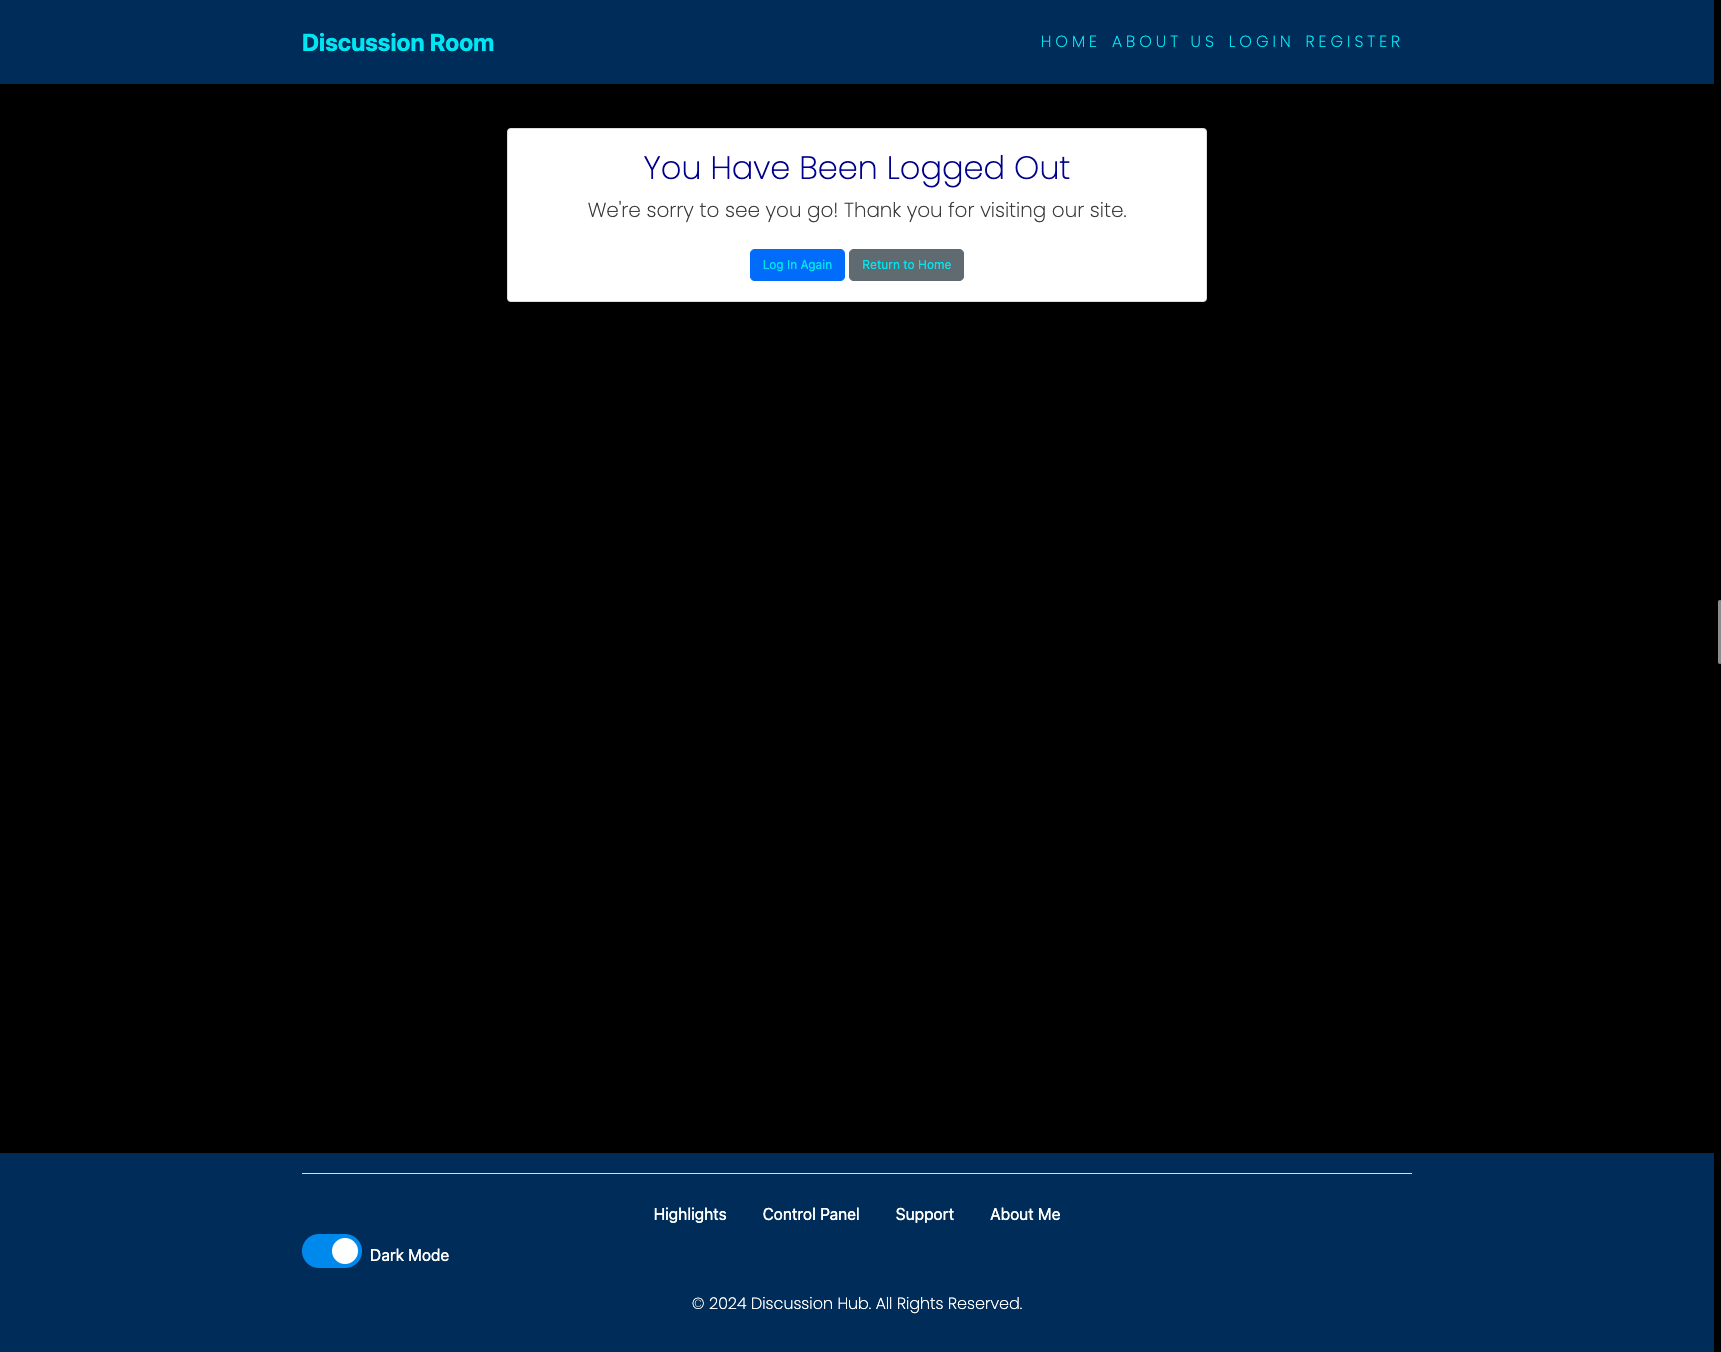 Discussion Room
HOME ABOUT US LOGIN REGISTER
You Have Been Logged Out
We're sorry to see you go! Thank you for visiting our site.
Log In Again Return to Home
Highlights Control Panel Support About Me
Dark Mode
© 2024 Discussion Hub. All Rights Reserved.